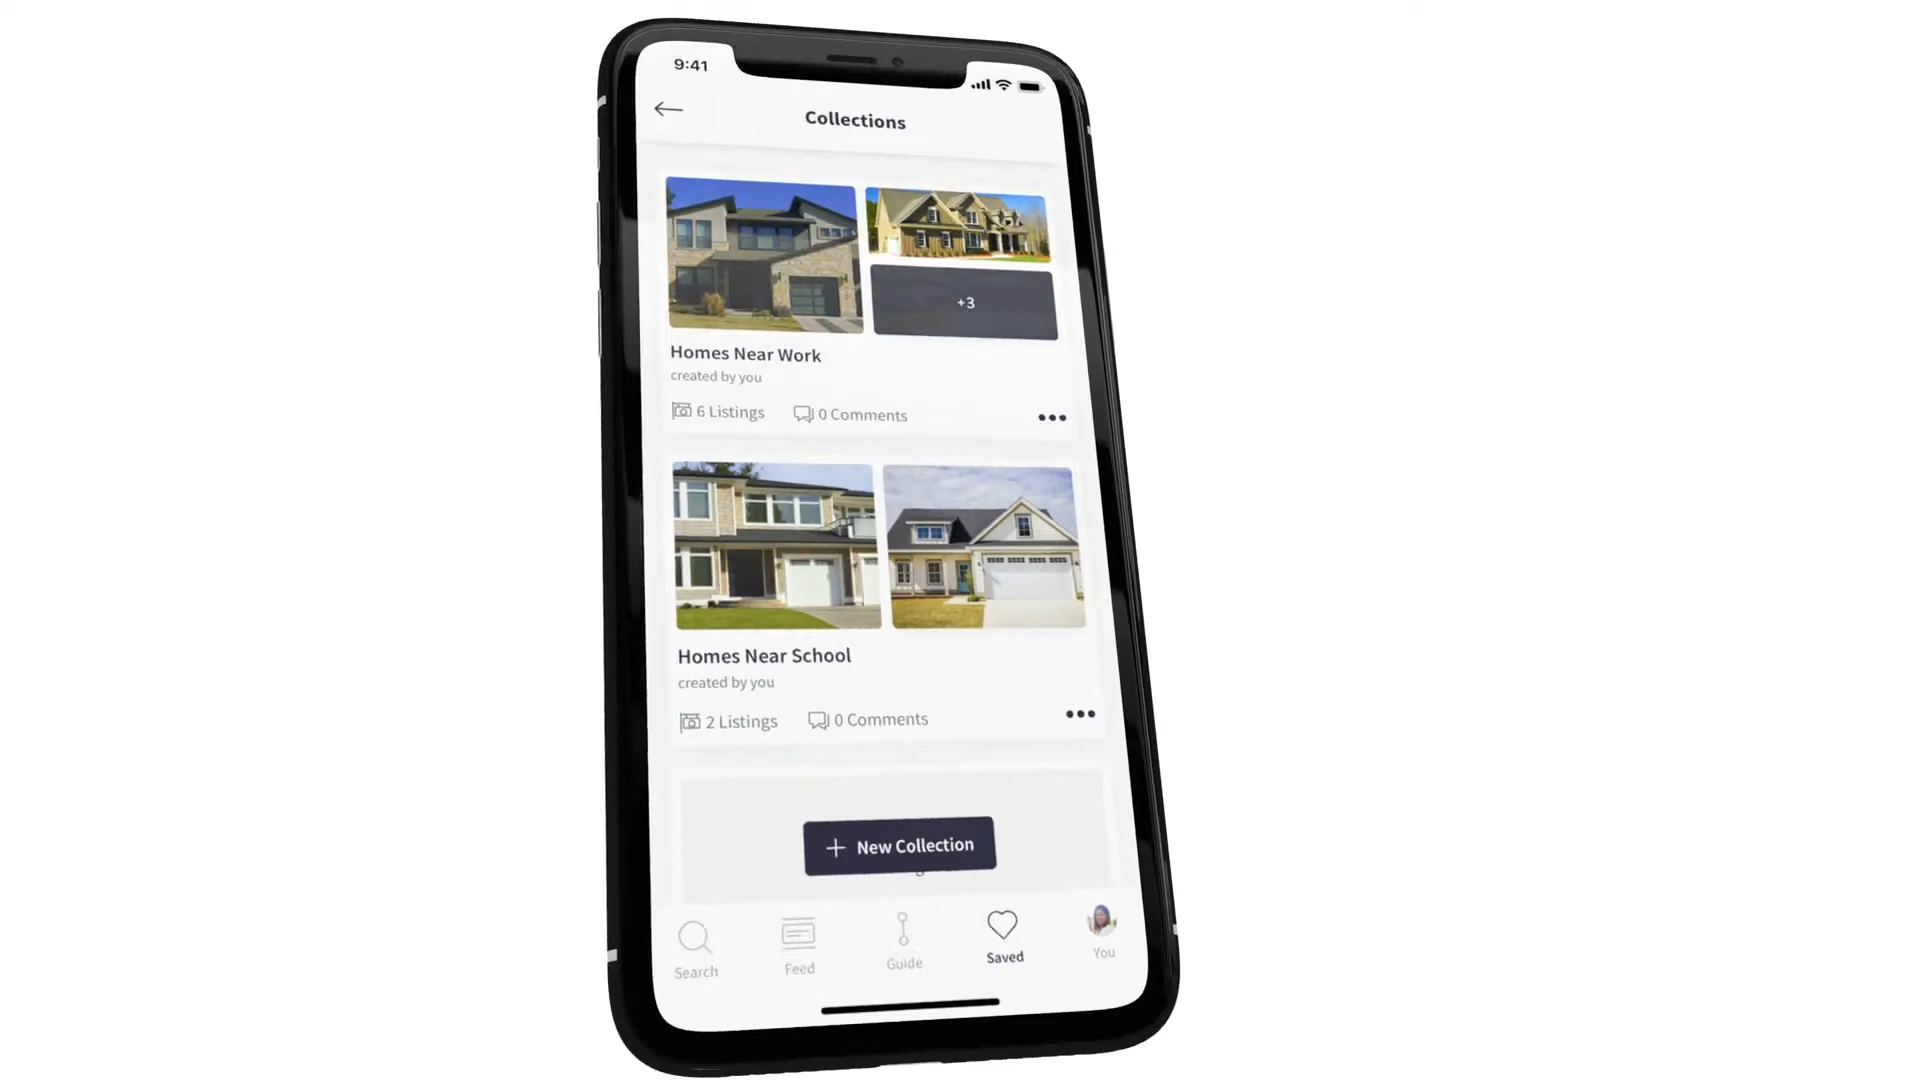 9:41
Collections
+3
Homes Near Work
created by you
6 Listings
0 Comments
Homes Near School
created by you
2 Listings
0 Comments
New Collection
Search
Feed
Guide
Saved
You